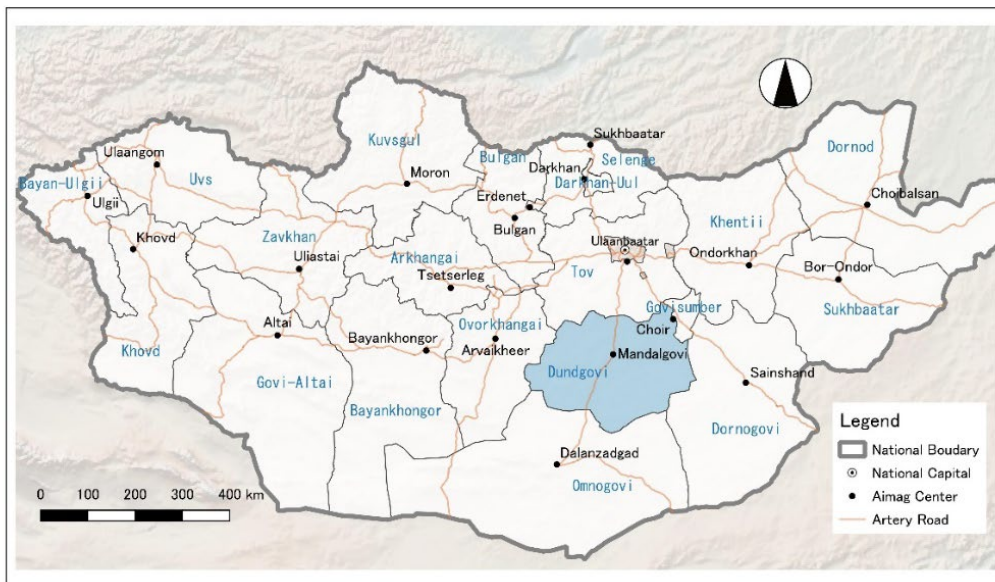 Sukhbaatar
Dornod
Kuvsgul
Bulgan
Selenge
Ulaangom
Darkhan
Darkhan-Uul
Bayan-Ulgii
Uvs
Moron
Ulgii
Erdenet
Choibalsan
Bulgan
Khentii
Khovd
Zavkhan
Ulaanbaatar
Arkhangai
Ondorkhan
Uliastai
Tov
Bor-Ondor
Tsetserleg
Govisumber
Sukhbaatar
Altai
Ovorkhangai
Choir
Bayankhongor
Arvaikheer
Khovd
Mandalgovi
Govi-Altai
Dundgovi
Sainshand
Bayankhongor
Dornogovi
Dalanzadgad
Omnogovi
0 100 200 300 400 km
Legend
National Boudary
National Capital
Aimag Center
Artery Road